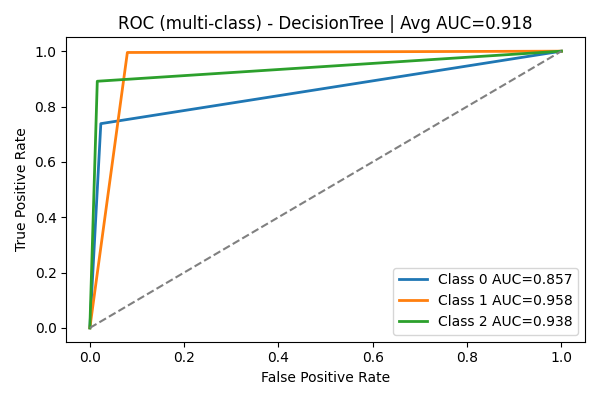 ROC (multi-class) - DecisionTree | Avg AUC=0.918
True Positive Rate
1.0
0.8
0.6
0.4
0.2
0.0
Class 0 AUC=0.857
Class 1 AUC=0.958
Class 2 AUC=0.938
0.0 0.2 0.4 0.6 0.8 1.0
False Positive Rate